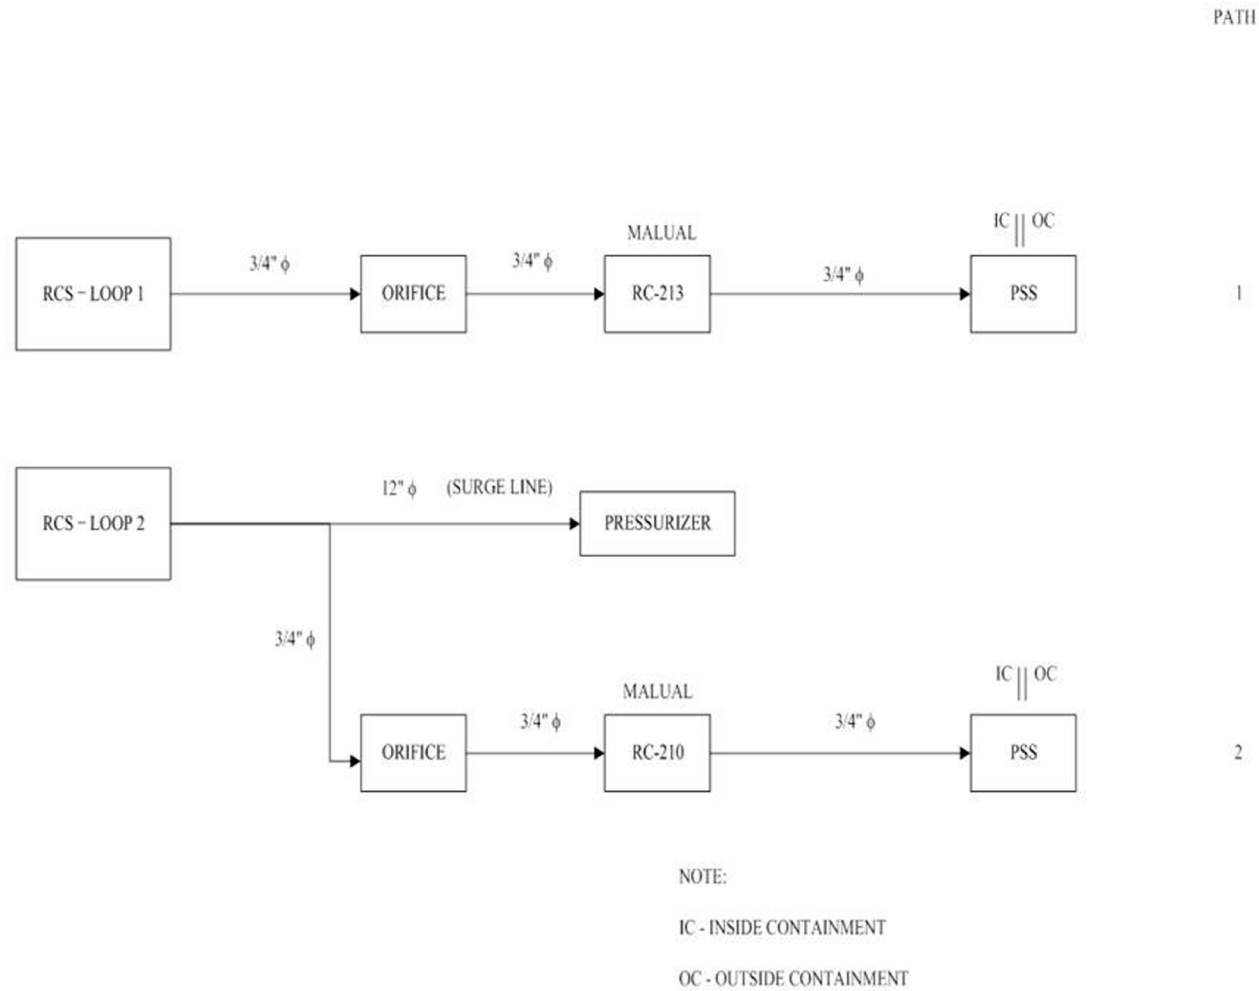 PATH
IC || OC
MALUAL
3/4" ϕ
3/4" ϕ
3/4" ϕ
RCS – LOOP 1
ORIFICE
RC-213
PSS
1
12" ϕ (SURGE LINE)
RCS – LOOP 2
PRESSURIZER
3/4" ϕ
IC || OC
MALUAL
3/4" ϕ
3/4" ϕ
ORIFICE
RC-210
PSS
2
NOTE:
IC - INSIDE CONTAINMENT
OC - OUTSIDE CONTAINMENT